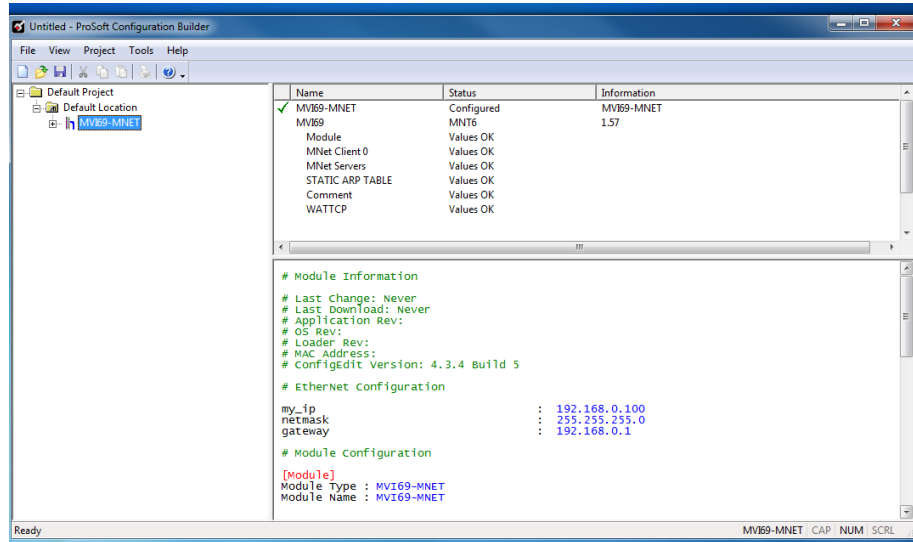 Untitled - ProSoft Configuration Builder
File View Project Tools Help
Default Project
Default Location
MVI69-MNET
Name Status Information
MVI69-MNET Configured MVI69-MNET
MVI69 MNT6 1.57
Module Values OK
MNet Client 0 Values OK
MNet Servers Values OK
STATIC ARP TABLE Values OK
Comment Values OK
WATTCP Values OK
# Module Information
# Last Change: Never
# Last Download: Never
# Application Rev:
# OS Rev:
# Loader Rev:
# MAC Address:
# ConfigEdit Version: 4.3.4 Build 5
# EtherNet Configuration
my_ip : 192.168.0.100
netmask : 255.255.255.0
gateway : 192.168.0.1
# Module Configuration
[Module]
Module Type : MVI69-MNET
Module Name : MVI69-MNET
Ready MVI69-MNET CAP NUM SCRL